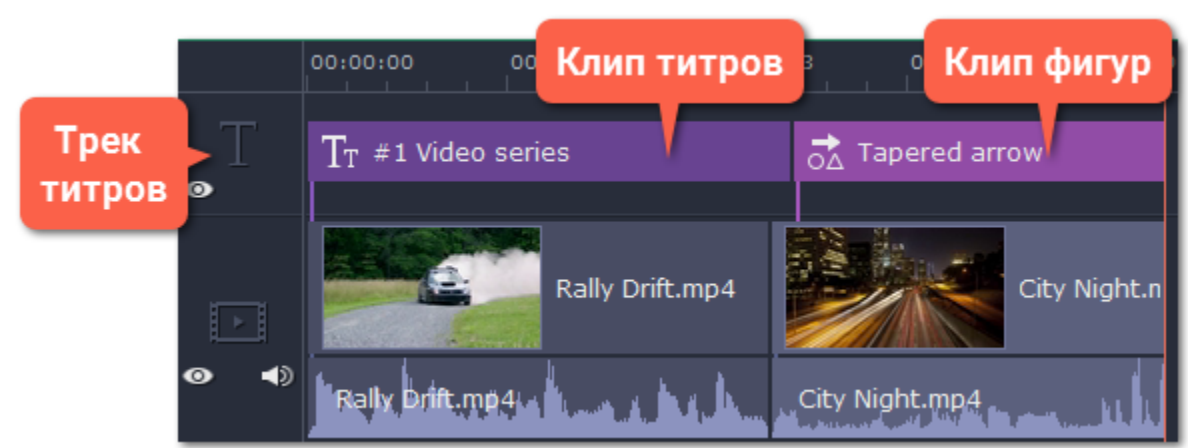 00:00:00
Клип титров
Клип фигур
Трек
титров
#1 Video series
Tapered arrow
Rally Drift.mp4
City Night.
Rally Drift.mp4
City Night.mp4